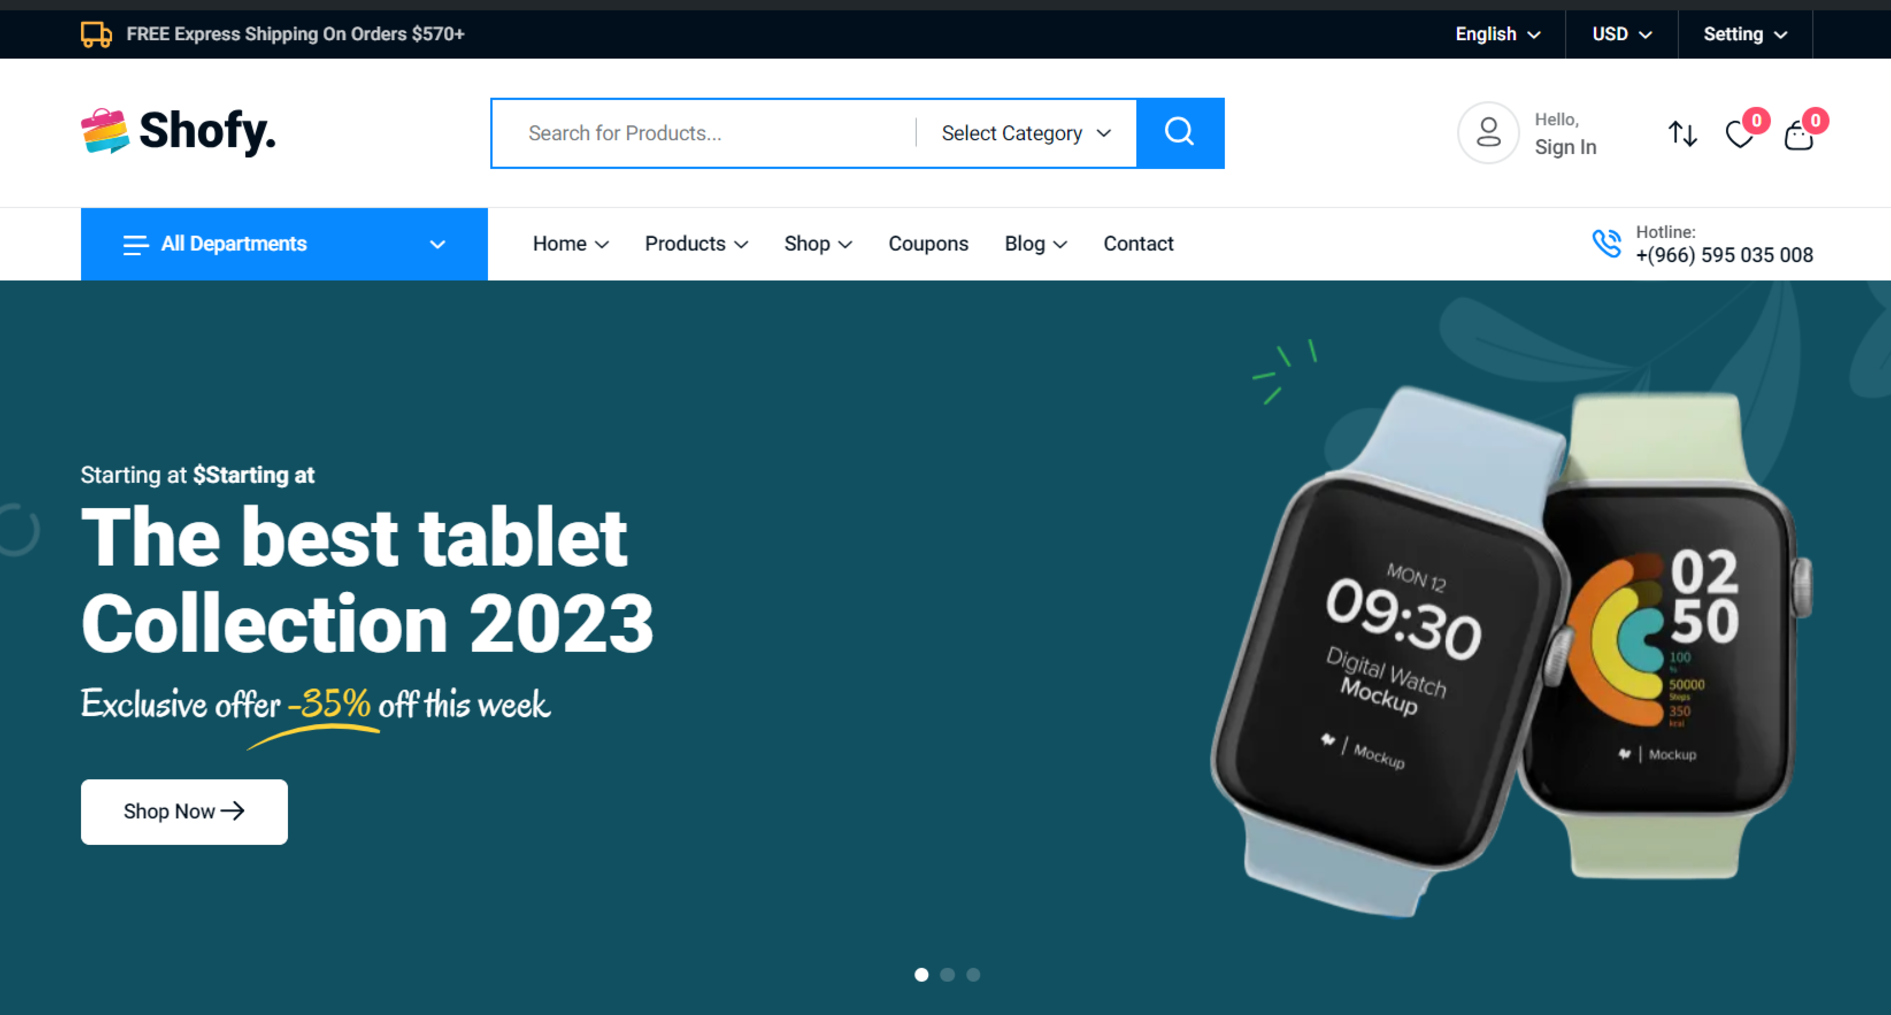 FREE Express Shipping On Orders $570+
English
USD
Setting
Shofy.
Search for Products...
Select Category
Hello,
Sign In
0
0
All Departments
Home
Products
Shop
Coupons
Blog
Contact
Hotline:
+(966) 595 035 008
Starting at $Starting at
The best tablet
Collection 2023
Exclusive offer -35% off this week
Shop Now
MON 12
09:30
Digital Watch
Mockup
Mockup
02
50
100
%
50000
Steps
350
kcal
Mockup